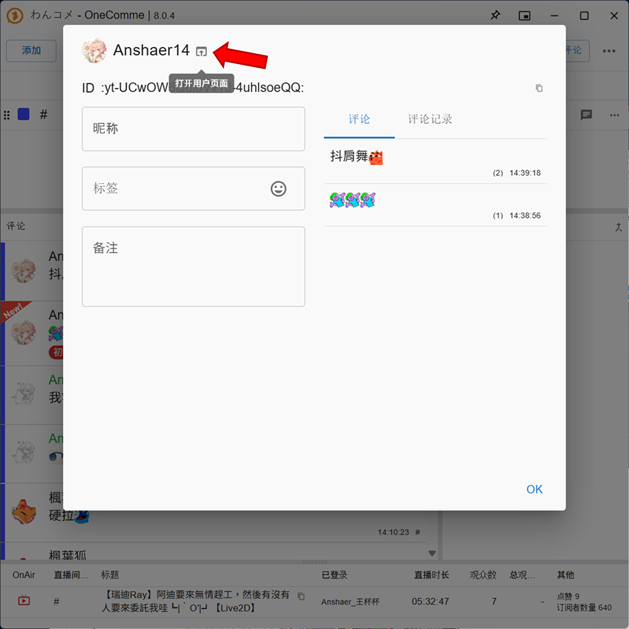 わんコメ - OneComme | 8.0.4
添加
评论
#
Anshaer14
打开用户页面
ID :yt-UCwOW
-4uhlsoeQQ:
昵称
标签
备注
评论 评论记录
抖肩舞
(2) 14:39:18
(1) 14:38:56
OK
评论
An
抖
New!
An
初
An
我
An
楓
硬拉
14:10:23 #
楓葉狐
OnAir 直播间... 标题 已登录 直播时长 观众数 总观... 其他
# 【瑞迪Ray】阿迪要來無情趕工，然後有沒有人要來委託我哇 ┗|｀O′|┛ 【Live2D】 Anshaer_王杯杯 05:32:47 7 - 点赞 9
订阅者数量 640